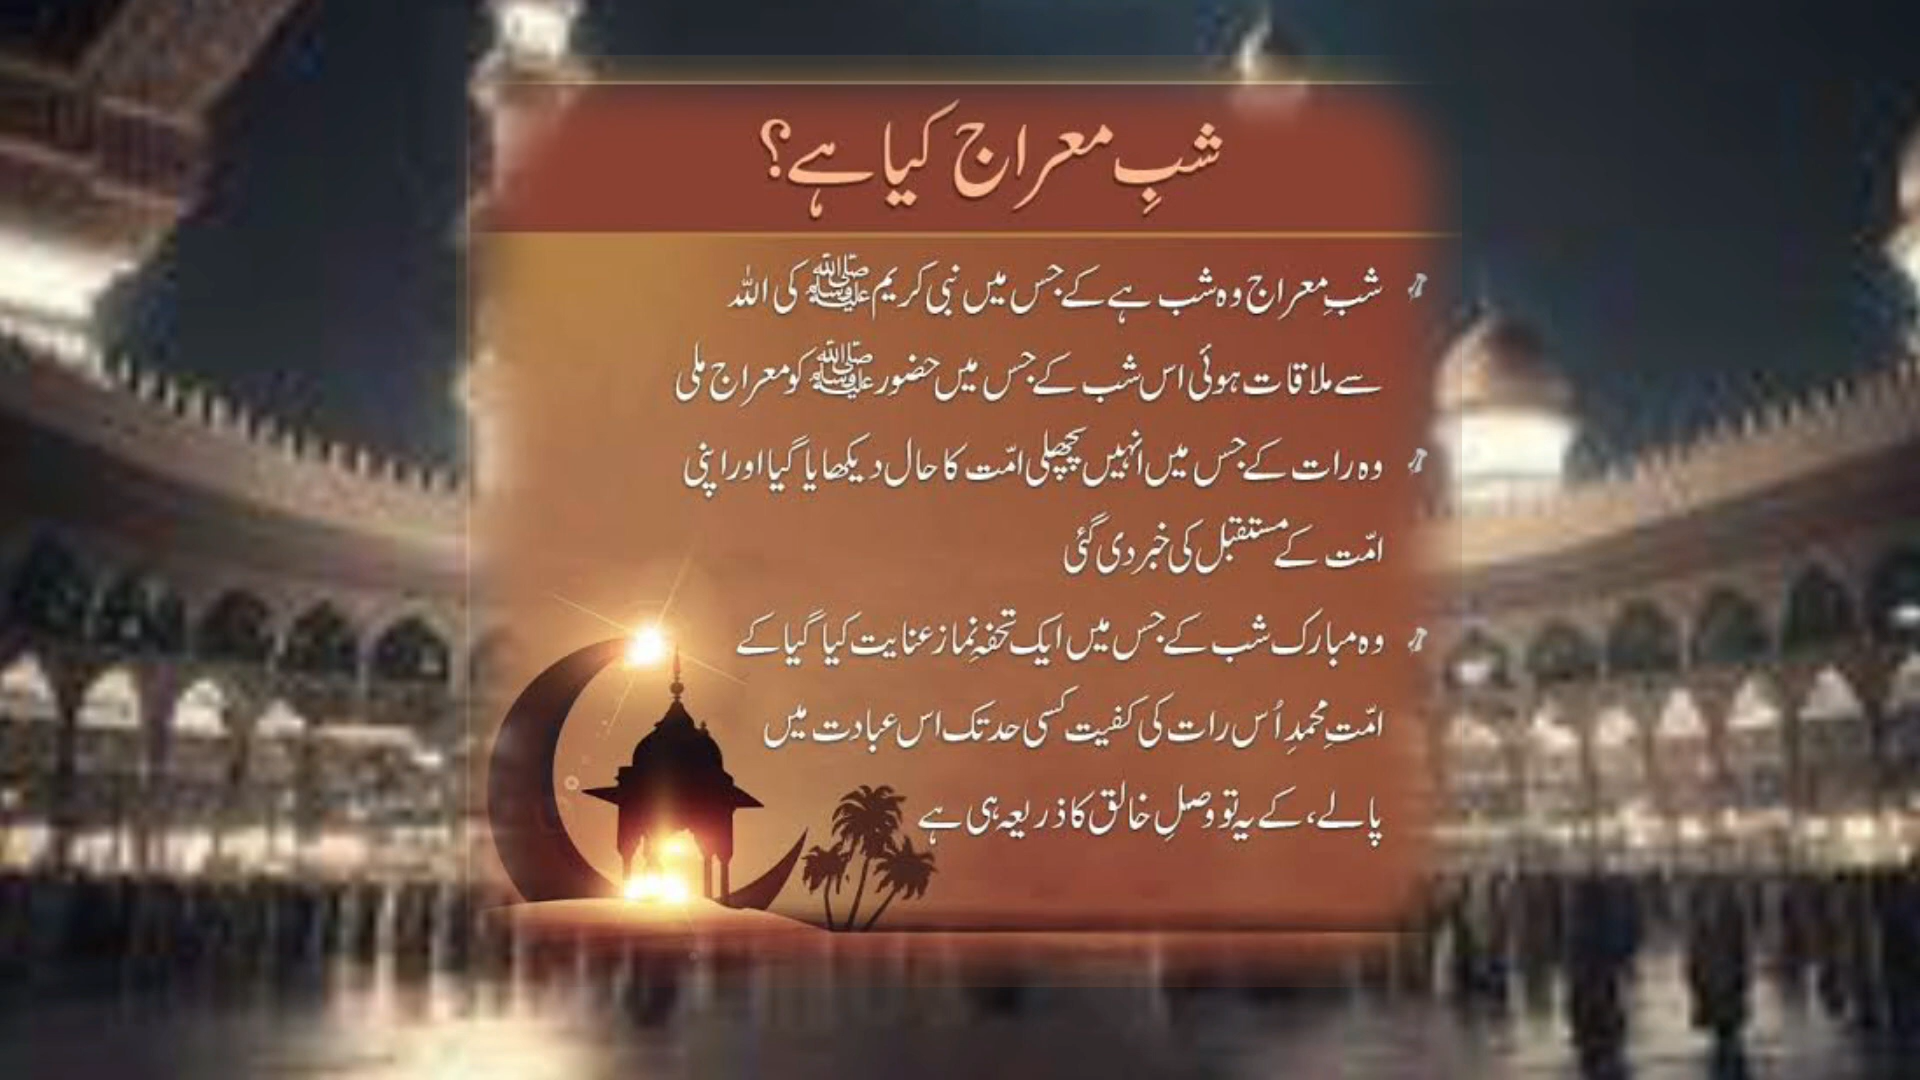 شبِ معراج کیا ہے؟
شبِ معراج وہ شب ہے کے جس میں نبی کریم ﷺ کی اللہ
سے ملاقات ہوئی اس شب کے جس میں حضور ﷺ کو معراج ملی
وہ رات کے جس میں انہیں پچھلی امّت کا حال دیکھایا گیا اور اپنی
امّت کے مستقبل کی خبر دی گئی
وہ مبارک شب کے جس میں ایک تحفۂِ نماز عنایت کیا گیا کے
امّتِ محمدِ اُس رات کی کفیت کسی حد تک اس عبادت میں
پالے، کے یہ تو وصلِ خالق کا ذریعہ ہی ہے